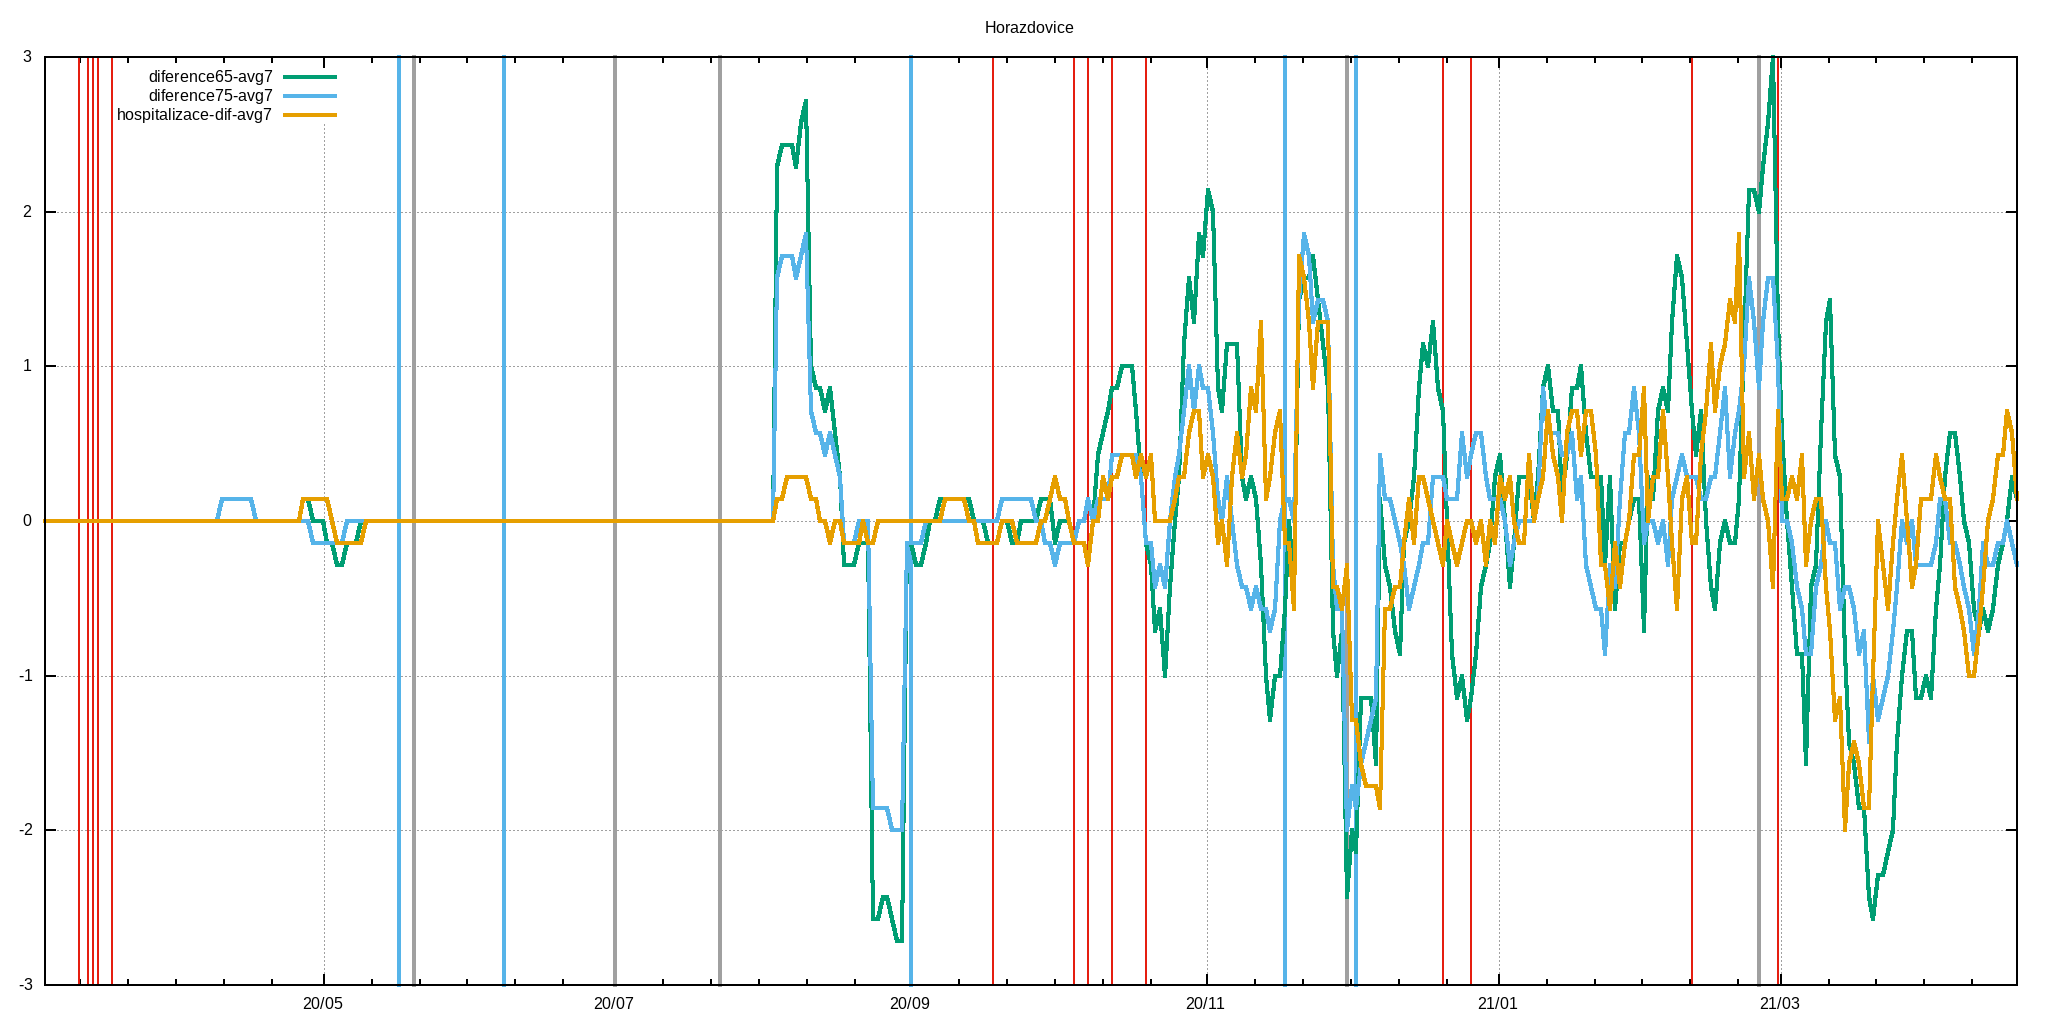 Horazdovice
3
diference65-avg7
diference75-avg7
hospitalizace-dif-avg7
2
1
0
-1
-2
-3
20/05 20/07 20/09 20/11 21/01 21/03